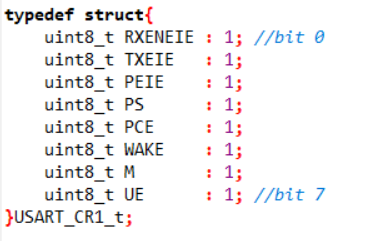 typedef struct{
    uint8_t RXENEIE : 1; //bit 0
    uint8_t TXEIE   : 1;
    uint8_t PEIE    : 1;
    uint8_t PS      : 1;
    uint8_t PCE     : 1;
    uint8_t WAKE    : 1;
    uint8_t M       : 1;
    uint8_t UE      : 1; //bit 7
}USART_CR1_t;